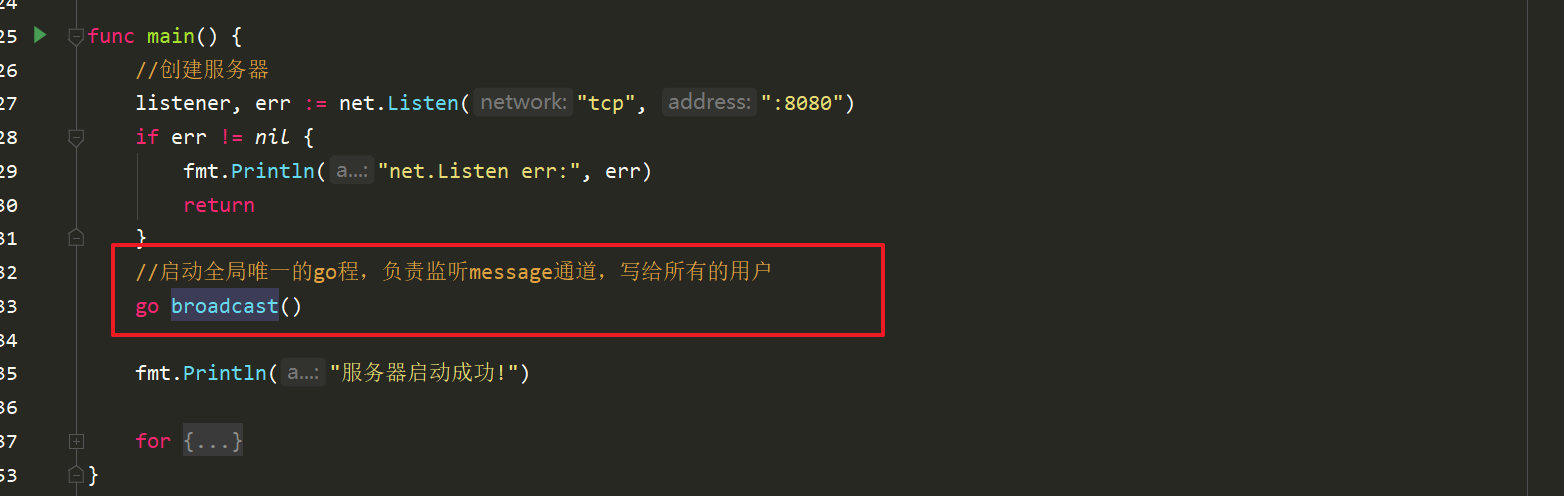 24
25 func main() {
26 //创建服务器
27 listener, err := net.Listen( network: "tcp", address: ":8080")
28 if err != nil {
29 fmt.Println( a...: "net.Listen err:", err)
30 return
31 }
32 //启动全局唯一的go程，负责监听message通道，写给所有的用户
33 go broadcast()
34
35 fmt.Println( a...: "服务器启动成功!")
36
37 for {...}
53 }